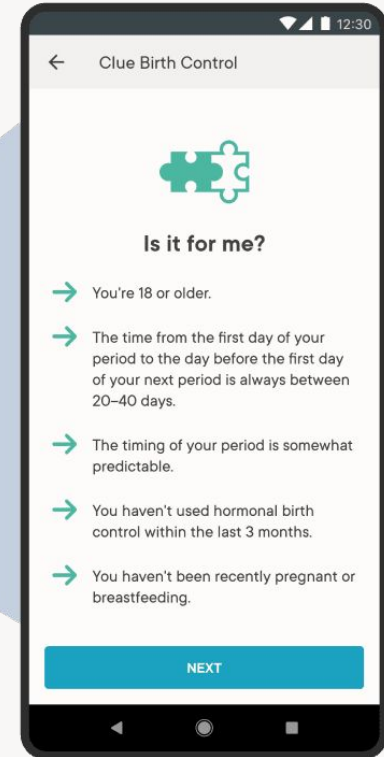 12:30
Clue Birth Control
Is it for me?
You're 18 or older.
The time from the first day of your
period to the day before the first day
of your next period is always between
20–40 days.
The timing of your period is somewhat
predictable.
You haven't used hormonal birth
control within the last 3 months.
You haven't been recently pregnant or
breastfeeding.
NEXT